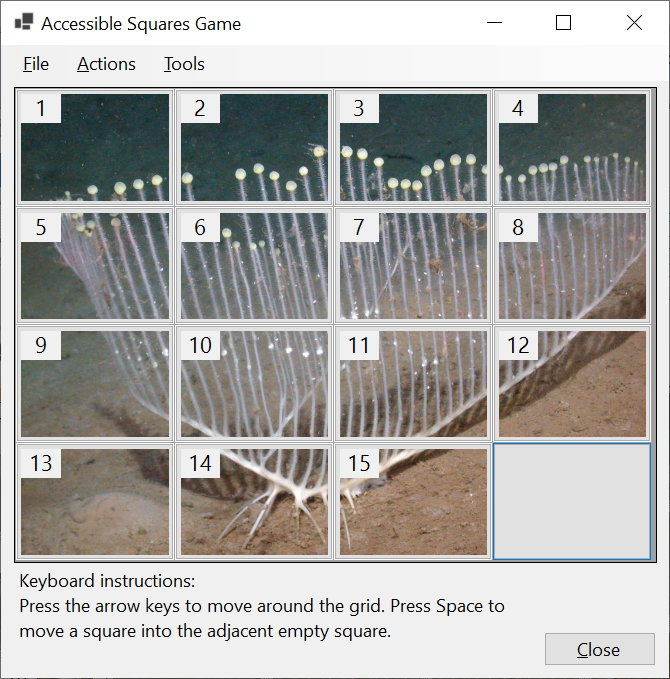 Accessible Squares Game
File Actions Tools
1 2 3 4
5 6 7 8
9 10 11 12
13 14 15
Keyboard instructions:
Press the arrow keys to move around the grid. Press Space to
move a square into the adjacent empty square.
Close